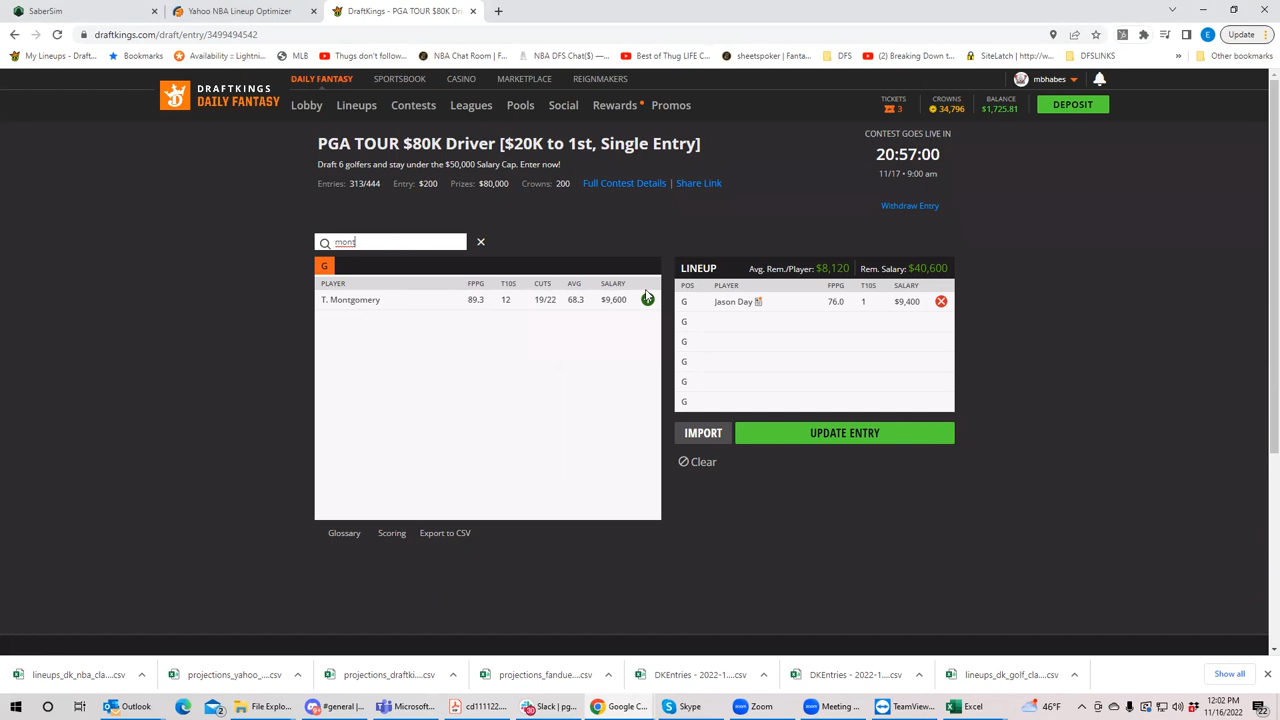 SaberSim
Yahoo NBA Lineup Optimizer
DraftKings - PGA TOUR $80K Dri
draftkings.com/draft/entry/3499494542
Update
My Lineups - Draft...
Bookmarks
Availability :: Lightni...
MLB
Thugs don't follow...
NBA Chat Room | F...
NBA DFS Chat(S) —...
Best of Thug LIFE C...
sheetspoker | Fanta...
DFS
(2) Breaking Down t...
SiteLatch | http://w...
DFSLINKS
Other bookmarks
DRAFTKINGS
DAILY FANTASY
DAILY FANTASY
SPORTSBOOK
CASINO
MARKETPLACE
REIGNMAKERS
mbhabes
Lobby
Lineups
Contests
Leagues
Pools
Social
Rewards
Promos
TICKETS
3
CROWNS
34,796
BALANCE
$1,725.81
DEPOSIT
PGA TOUR $80K Driver [$20K to 1st, Single Entry]
Draft 6 golfers and stay under the $50,000 Salary Cap. Enter now!
Entries: 313/444 Entry: $200 Prizes: $80,000 Crowns: 200 Full Contest Details | Share Link
CONTEST GOES LIVE IN
20:57:00
11/17 • 9:00 am
Withdraw Entry
mont
G
PLAYER FPPG T10S CUTS AVG SALARY
T. Montgomery 89.3 12 19/22 68.3 $9,600
LINEUP Avg. Rem./Player: $8,120 Rem. Salary: $40,600
POS PLAYER FPPG T10S SALARY
G Jason Day 76.0 1 $9,400
G
G
G
G
G
IMPORT
UPDATE ENTRY
Clear
Glossary
Scoring
Export to CSV
lineups_dk_nba_cla....csv
projections_yahoo_....csv
projections_draftki....csv
projections_fandue....csv
DKEntries - 2022-1....csv
DKEntries - 2022-1....csv
lineups_dk_golf_cla....csv
Show all
Outlook
2
File Explo...
#general |...
Microsoft...
cd111122...
Slack | pg...
Google C...
Skype
Zoom
Meeting ...
TeamView...
Excel
46°F
12:02 PM
11/16/2022
22